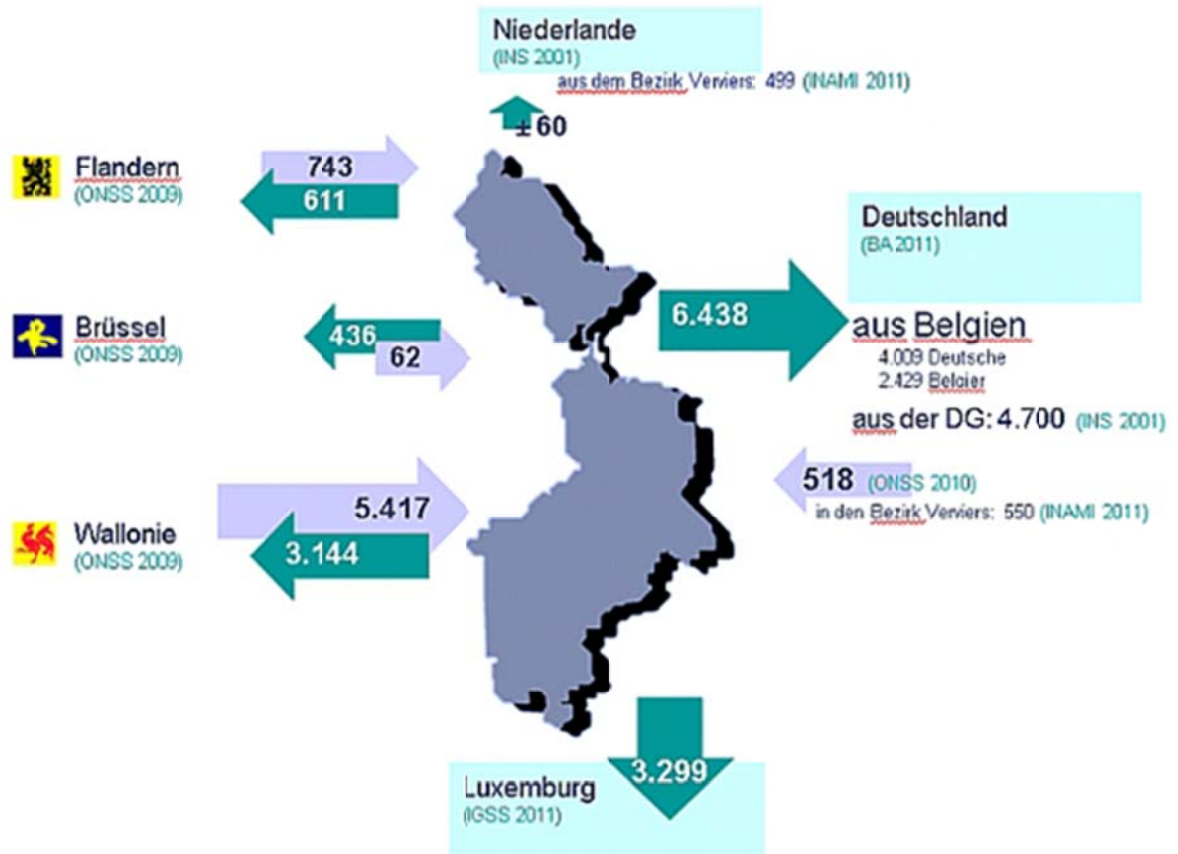 Niederlande
(INS 2001)
aus dem Bezirk Verviers: 499 (INAMI 2011)
± 60
Flandern
(ONSS 2009)
743
611
Deutschland
(BA 2011)
6.438
aus Belgien
4.009 Deutsche
2.429 Belgier
aus der DG: 4.700 (INS 2001)
Brüssel
(ONSS 2009)
436
62
518 (ONSS 2010)
in den Bezirk Verviers: 550 (INAMI 2011)
Wallonie
(ONSS 2009)
5.417
3.144
3.299
Luxemburg
(IGSS 2011)